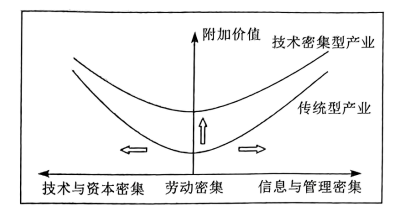 附加价值
技术密集型产业
传统型产业
技术与资本密集 劳动密集 信息与管理密集